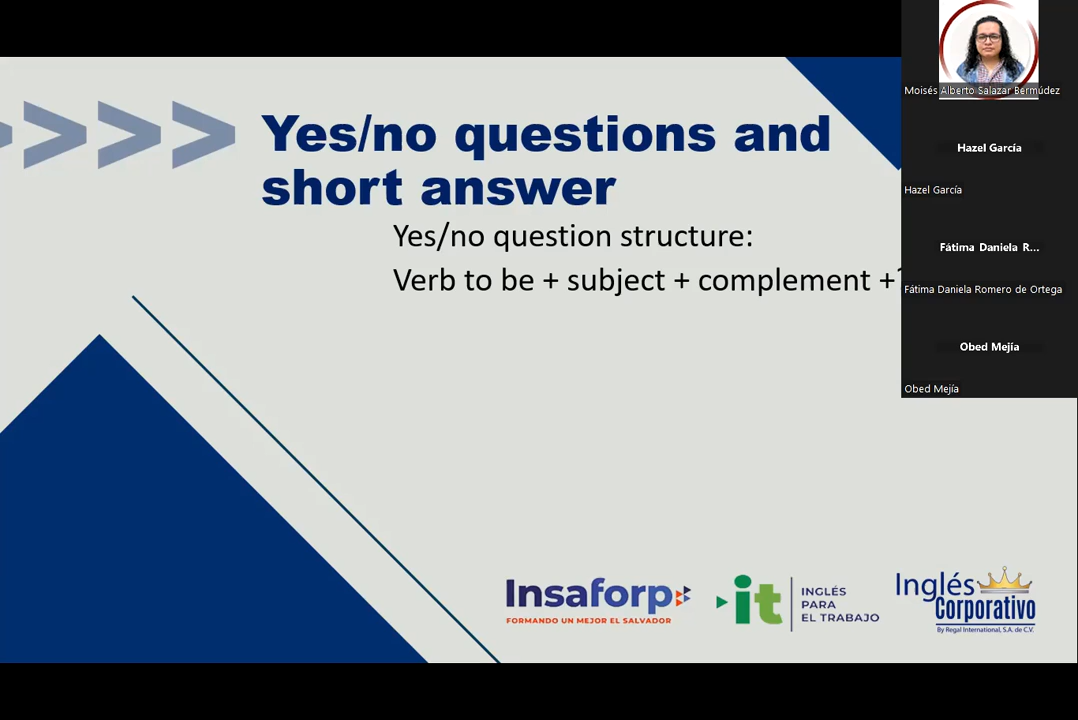 Yes/no questions and
short answer
Yes/no question structure:
Verb to be + subject + complement +
Insaforp
FORMANDO UN MEJOR EL SALVADOR
it
INGLÉS
PARA
EL TRABAJO
Inglés
Corporativo
By Regal International, S.A. de C.V.
Moisés Alberto Salazar Bermúdez
Hazel García
Hazel García
Fátima Daniela R...
Fátima Daniela Romero de Ortega
Obed Mejía
Obed Mejía